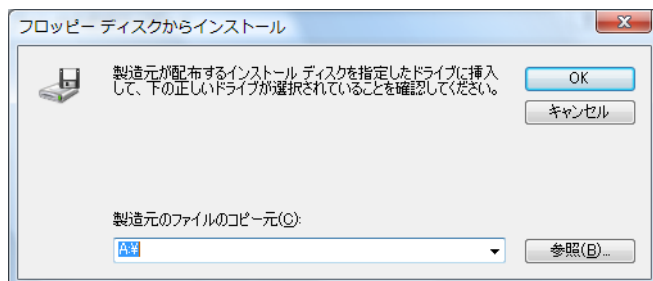 フロッピー ディスクからインストール
製造元が配布するインストール ディスクを指定したドライブに挿入
して、下の正しいドライブが選択されていることを確認してください。
OK
キャンセル
製造元のファイルのコピー元(C):
A:¥
参照(B)...